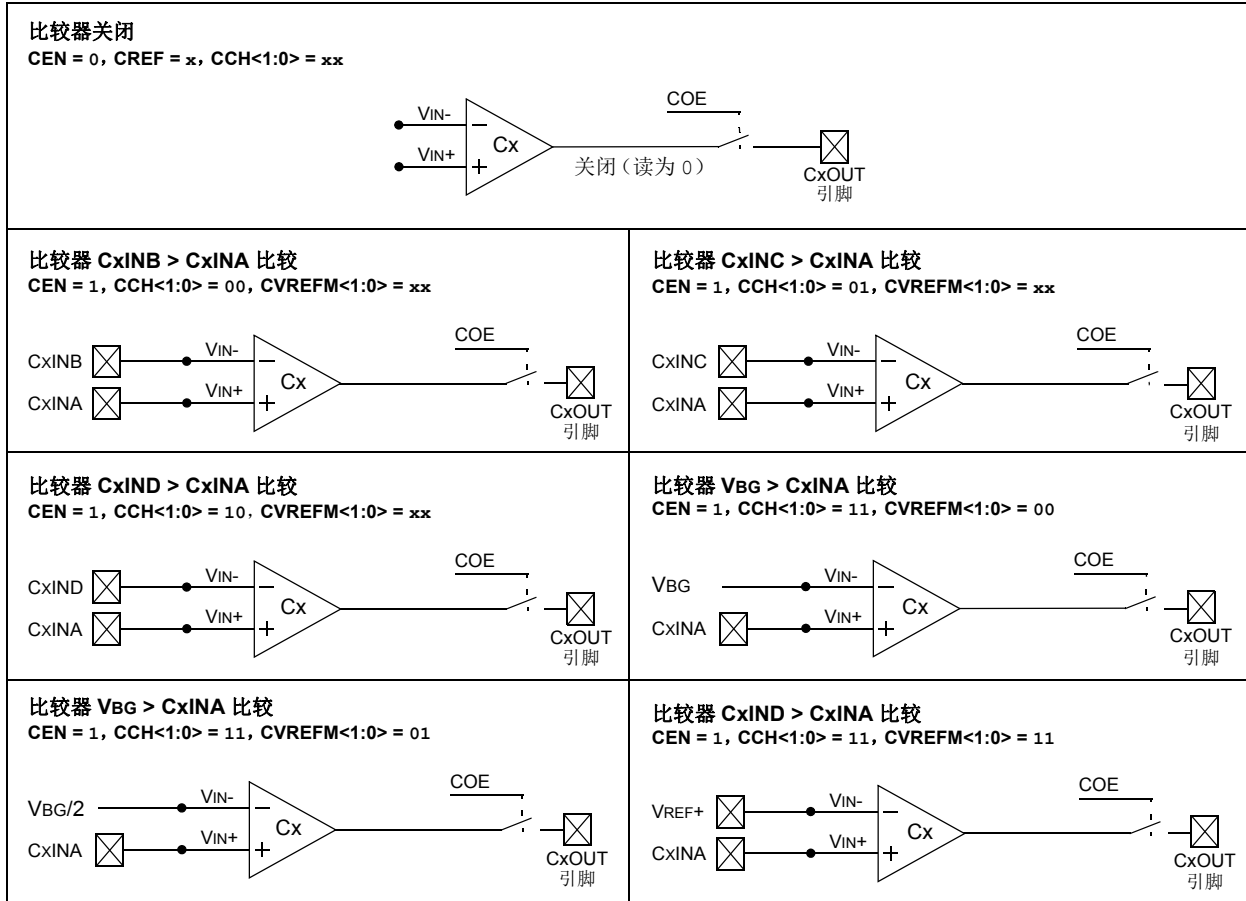 比较器关闭
CEN = 0，CREF = x，CCH<1:0> = xx
COE
VIN-
Cx
VIN+
关闭（读为 0）
CxOUT
引脚
比较器 CxINB > CxINA 比较
CEN = 1，CCH<1:0> = 00，CVREFM<1:0> = xx
COE
CxINB
VIN-
Cx
CxINA
VIN+
CxOUT
引脚
比较器 CxINC > CxINA 比较
CEN = 1，CCH<1:0> = 01，CVREFM<1:0> = xx
COE
CxINC
VIN-
Cx
CxINA
VIN+
CxOUT
引脚
比较器 CxIND > CxINA 比较
CEN = 1，CCH<1:0> = 10，CVREFM<1:0> = xx
COE
CxIND
VIN-
Cx
CxINA
VIN+
CxOUT
引脚
比较器 VBG > CxINA 比较
CEN = 1，CCH<1:0> = 11，CVREFM<1:0> = 00
COE
VBG
VIN-
Cx
CxINA
VIN+
CxOUT
引脚
比较器 VBG > CxINA 比较
CEN = 1，CCH<1:0> = 11，CVREFM<1:0> = 01
COE
VBG/2
VIN-
Cx
CxINA
VIN+
CxOUT
引脚
比较器 CxIND > CxINA 比较
CEN = 1，CCH<1:0> = 11，CVREFM<1:0> = 11
COE
VREF+
VIN-
Cx
CxINA
VIN+
CxOUT
引脚